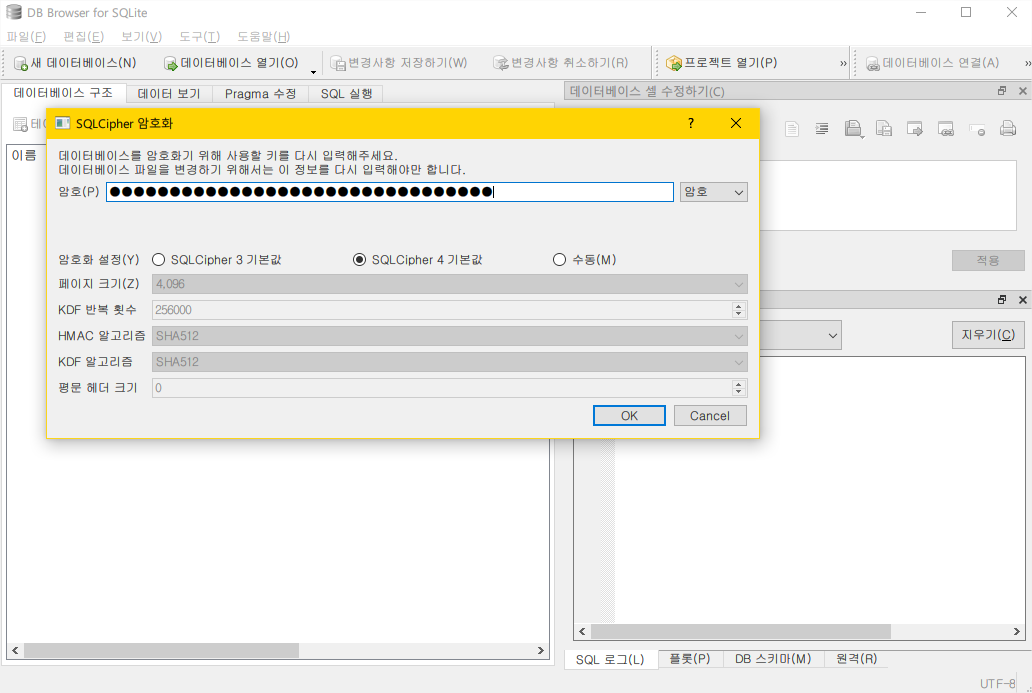 DB Browser for SQLite
파일(F) 편집(E) 보기(V) 도구(T) 도움말(H)
새 데이터베이스(N) 데이터베이스 열기(O) 변경사항 저장하기(W) 변경사항 취소하기(R) 프로젝트 열기(P) » 데이터베이스 연결(A) »
데이터베이스 구조 데이터 보기 Pragma 수정 SQL 실행
데이터베이스 셀 수정하기(C)
이름
SQLCipher 암호화 ?
데이터베이스를 암호화기 위해 사용할 키를 다시 입력해주세요.
데이터베이스 파일을 변경하기 위해서는 이 정보를 다시 입력해야만 합니다.
암호(P) ●●●●●●●●●●●●●●●●●●●●●●●●●●●●●●●● 암호
암호화 설정(Y) SQLCipher 3 기본값 SQLCipher 4 기본값 수동(M)
페이지 크기(Z) 4,096
KDF 반복 횟수 256000
HMAC 알고리즘 SHA512
KDF 알고리즘 SHA512
평문 헤더 크기 0
OK Cancel
적용
지우기(C)
SQL 로그(L) 플롯(P) DB 스키마(M) 원격(R)
UTF-8